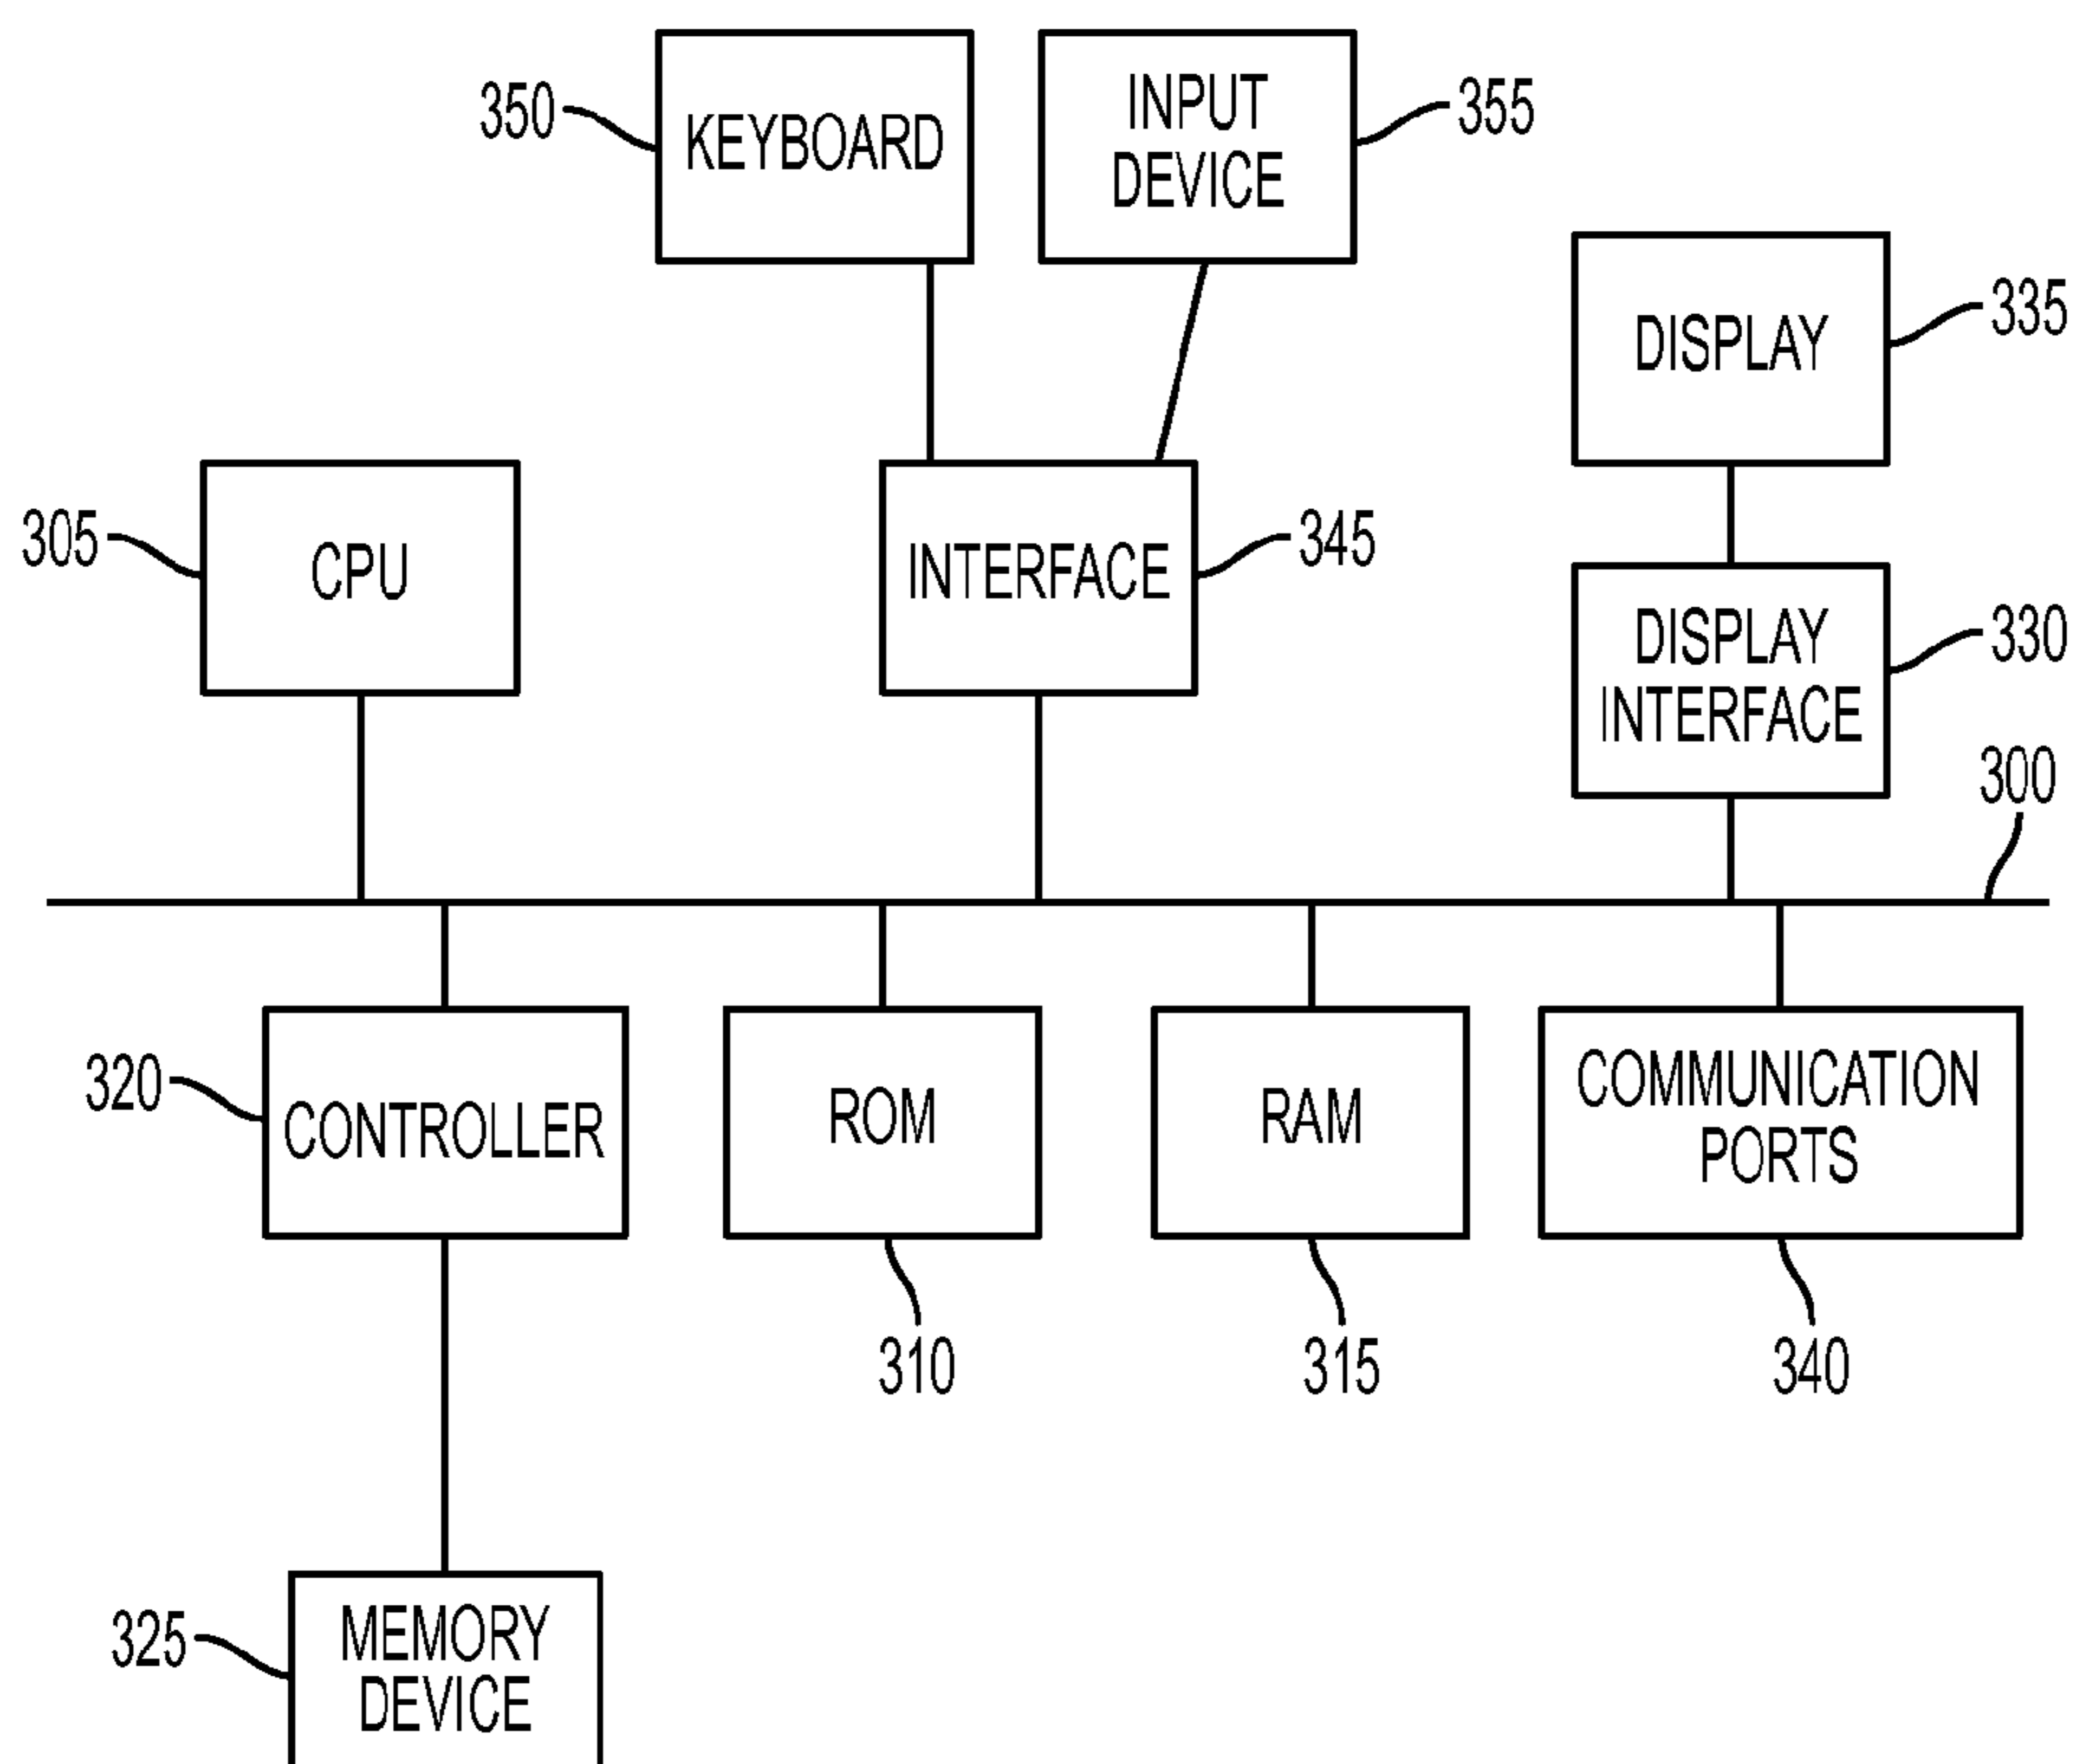 350
KEYBOARD
INPUT
DEVICE
355
DISPLAY
335
305
CPU
INTERFACE
345
DISPLAY
INTERFACE
330
300
320
CONTROLLER
ROM
RAM
COMMUNICATION
PORTS
310
315
340
325
MEMORY
DEVICE